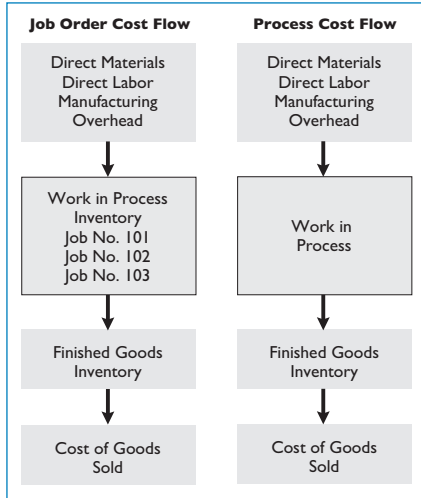 Job Order Cost Flow
Direct Materials
Direct Labor
Manufacturing
Overhead
Work in Process
Inventory
Job No. 101
Job No. 102
Job No. 103
Finished Goods
Inventory
Cost of Goods
Sold
Process Cost Flow
Direct Materials
Direct Labor
Manufacturing
Overhead
Work in
Process
Finished Goods
Inventory
Cost of Goods
Sold